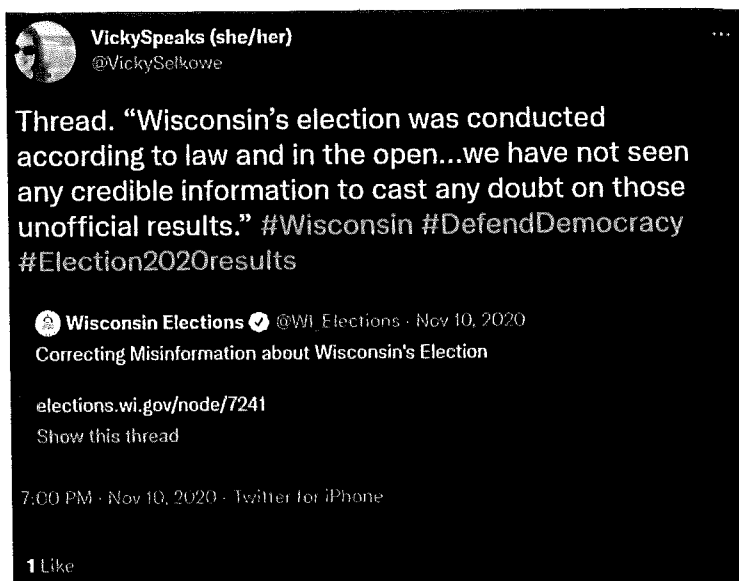 VickySpeaks (she/her)
@VickySelkowe
Thread. “Wisconsin’s election was conducted
according to law and in the open...we have not seen
any credible information to cast any doubt on those
unofficial results.” #Wisconsin #DefendDemocracy
#Election2020results
Wisconsin Elections @WI_Elections · Nov 10, 2020
Correcting Misinformation about Wisconsin's Election
elections.wi.gov/node/7241
Show this thread
7:00 PM · Nov 10, 2020 · Twitter for iPhone
1 Like